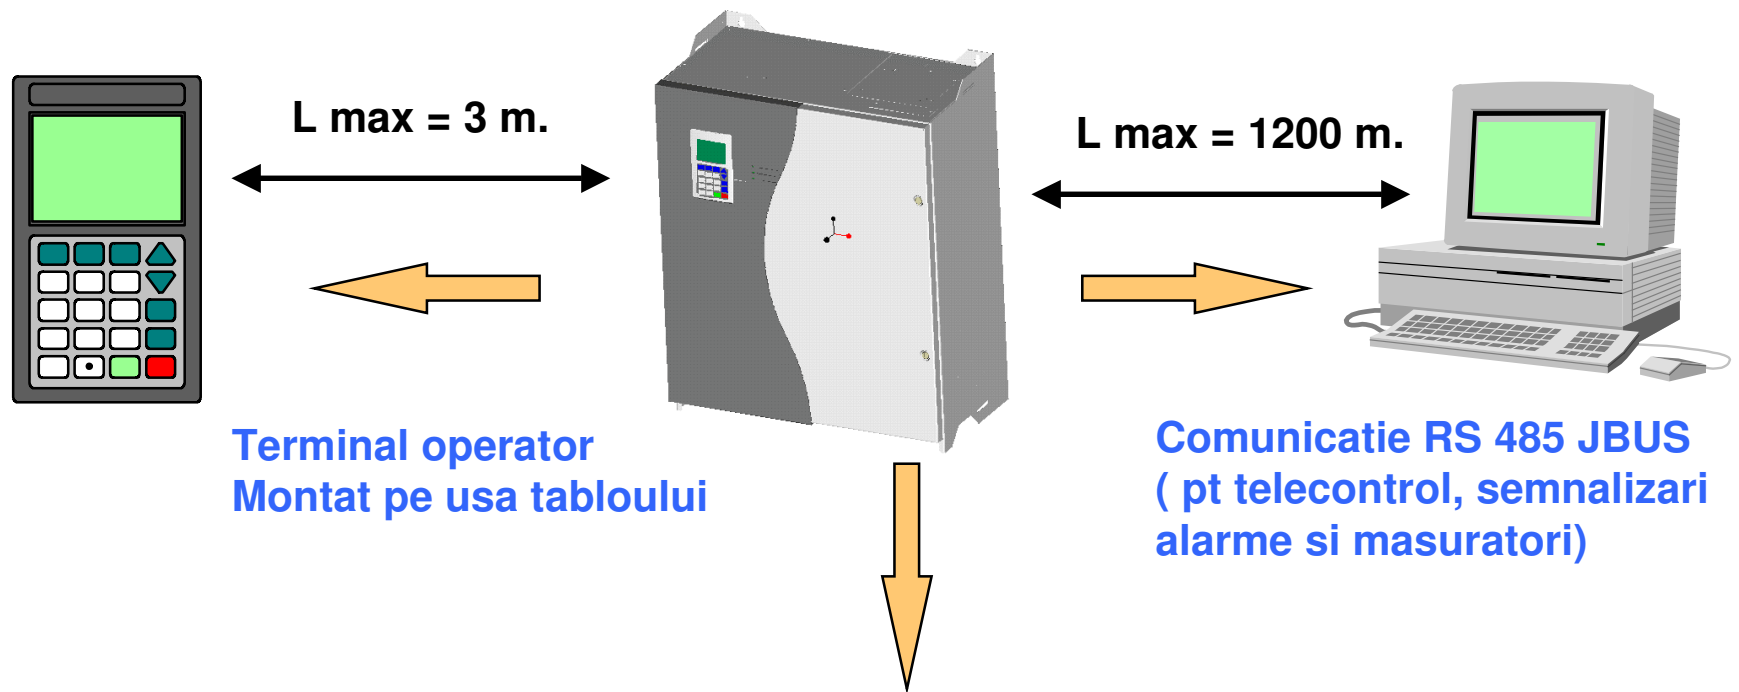 L max = 3 m.
L max = 1200 m.
Terminal operator
Montat pe usa tabloului
Comunicatie RS 485 JBUS
( pt telecontrol, semnalizari
alarme si masuratori)